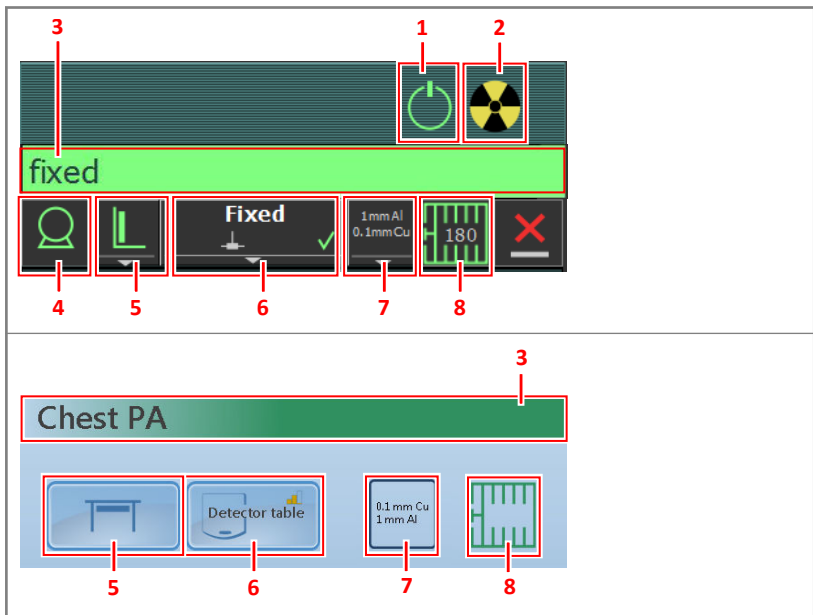 3
1
2
fixed
Fixed
1mm Al
0.1mm Cu
180
4
5
6
7
8
3
Chest PA
Detector table
0.1 mm Cu
1 mm Al
5
6
7
8